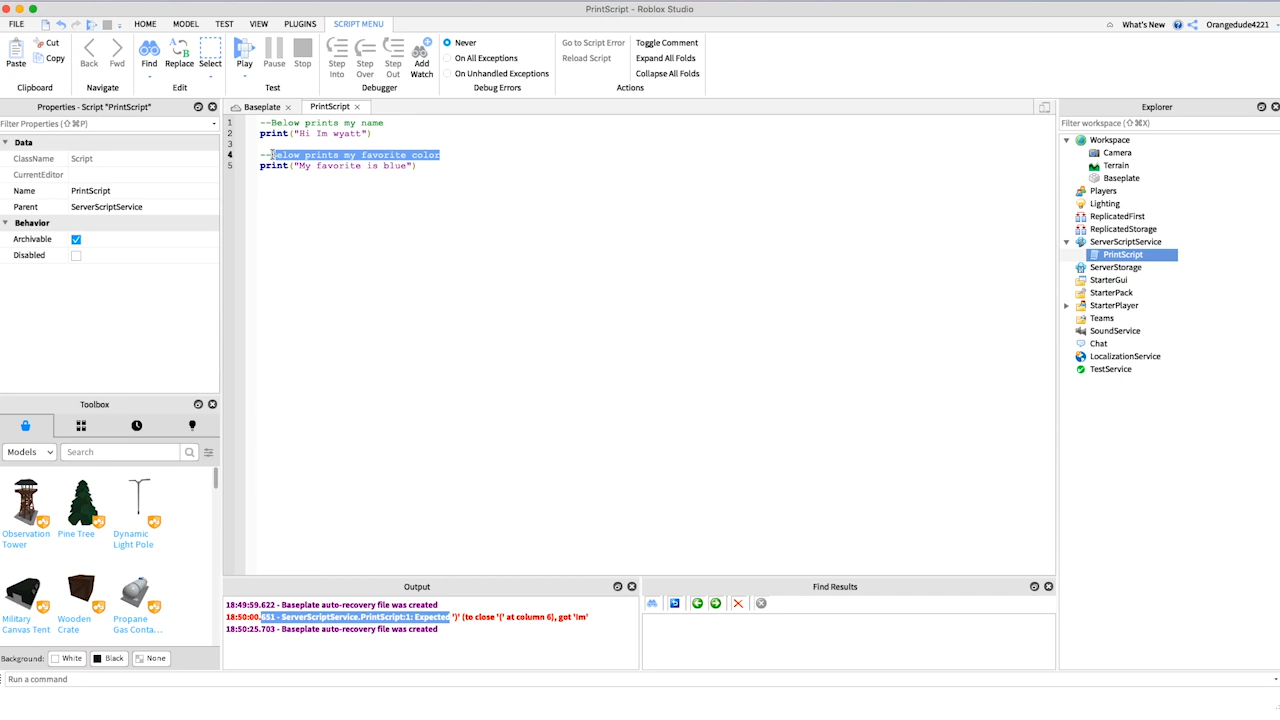 PrintScript - Roblox Studio
FILE HOME MODEL TEST VIEW PLUGINS SCRIPT MENU What's New Orangedude4221
Paste Cut Copy Back Fwd Find Replace Select Play Pause Stop Step Into Step Over Step Out Add Watch Never On All Exceptions On Unhandled Exceptions Go to Script Error Reload Script Toggle Comment Expand All Folds Collapse All Folds
Clipboard Navigate Edit Test Debugger Debug Errors Actions
Properties - Script "PrintScript"
Filter Properties (⇧⌘P)
Data
ClassName Script
CurrentEditor
Name PrintScript
Parent ServerScriptService
Behavior
Archivable
Disabled
Toolbox
Models Search
Observation Tower
Pine Tree
Dynamic Light Pole
Military Canvas Tent
Wooden Crate
Propane Gas Conta...
Background: White Black None
Baseplate PrintScript
1 --Below prints my name
2 print("Hi Im wyatt")
3
4 --Below prints my favorite color
5 print("My favorite is blue")
Output
18:49:59.622 - Baseplate auto-recovery file was created
18:50:00.651 - ServerScriptService.PrintScript:1: Expected ')' (to close '(' at column 6), got 'Im'
18:50:25.703 - Baseplate auto-recovery file was created
Find Results
Explorer
Filter workspace (⇧⌘X)
Workspace
Camera
Terrain
Baseplate
Players
Lighting
ReplicatedFirst
ReplicatedStorage
ServerScriptService
PrintScript
ServerStorage
StarterGui
StarterPack
StarterPlayer
Teams
SoundService
Chat
LocalizationService
TestService
Run a command